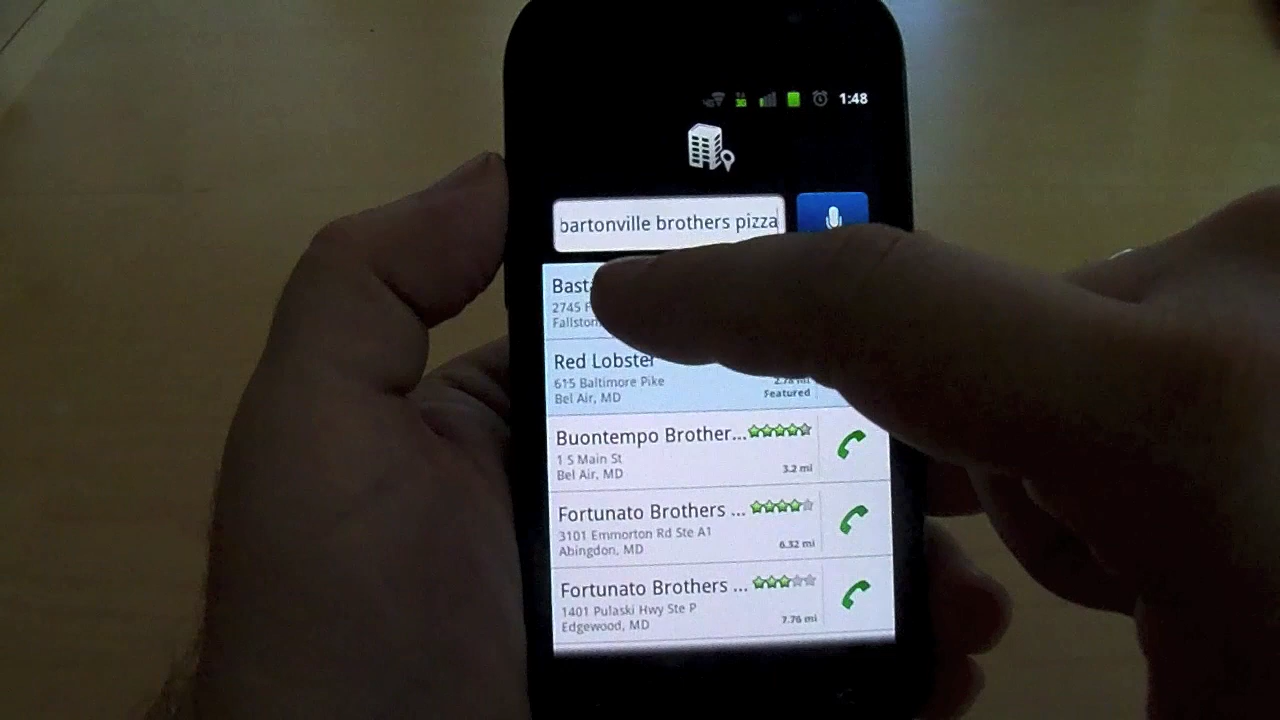 3G
1:48
bartonville brothers pizza
2745
Fallston
Red Lobster
615 Baltimore Pike
Bel Air, MD
Featured
Buontempo Brother...
1 S Main St
3.2 mi
Bel Air, MD
Fortunato Brothers ...
3101 Emmorton Rd Ste A1
6.32 mi
Abingdon, MD
Fortunato Brothers ...
1401 Pulaski Hwy Ste P
7.76 mi
Edgewood, MD